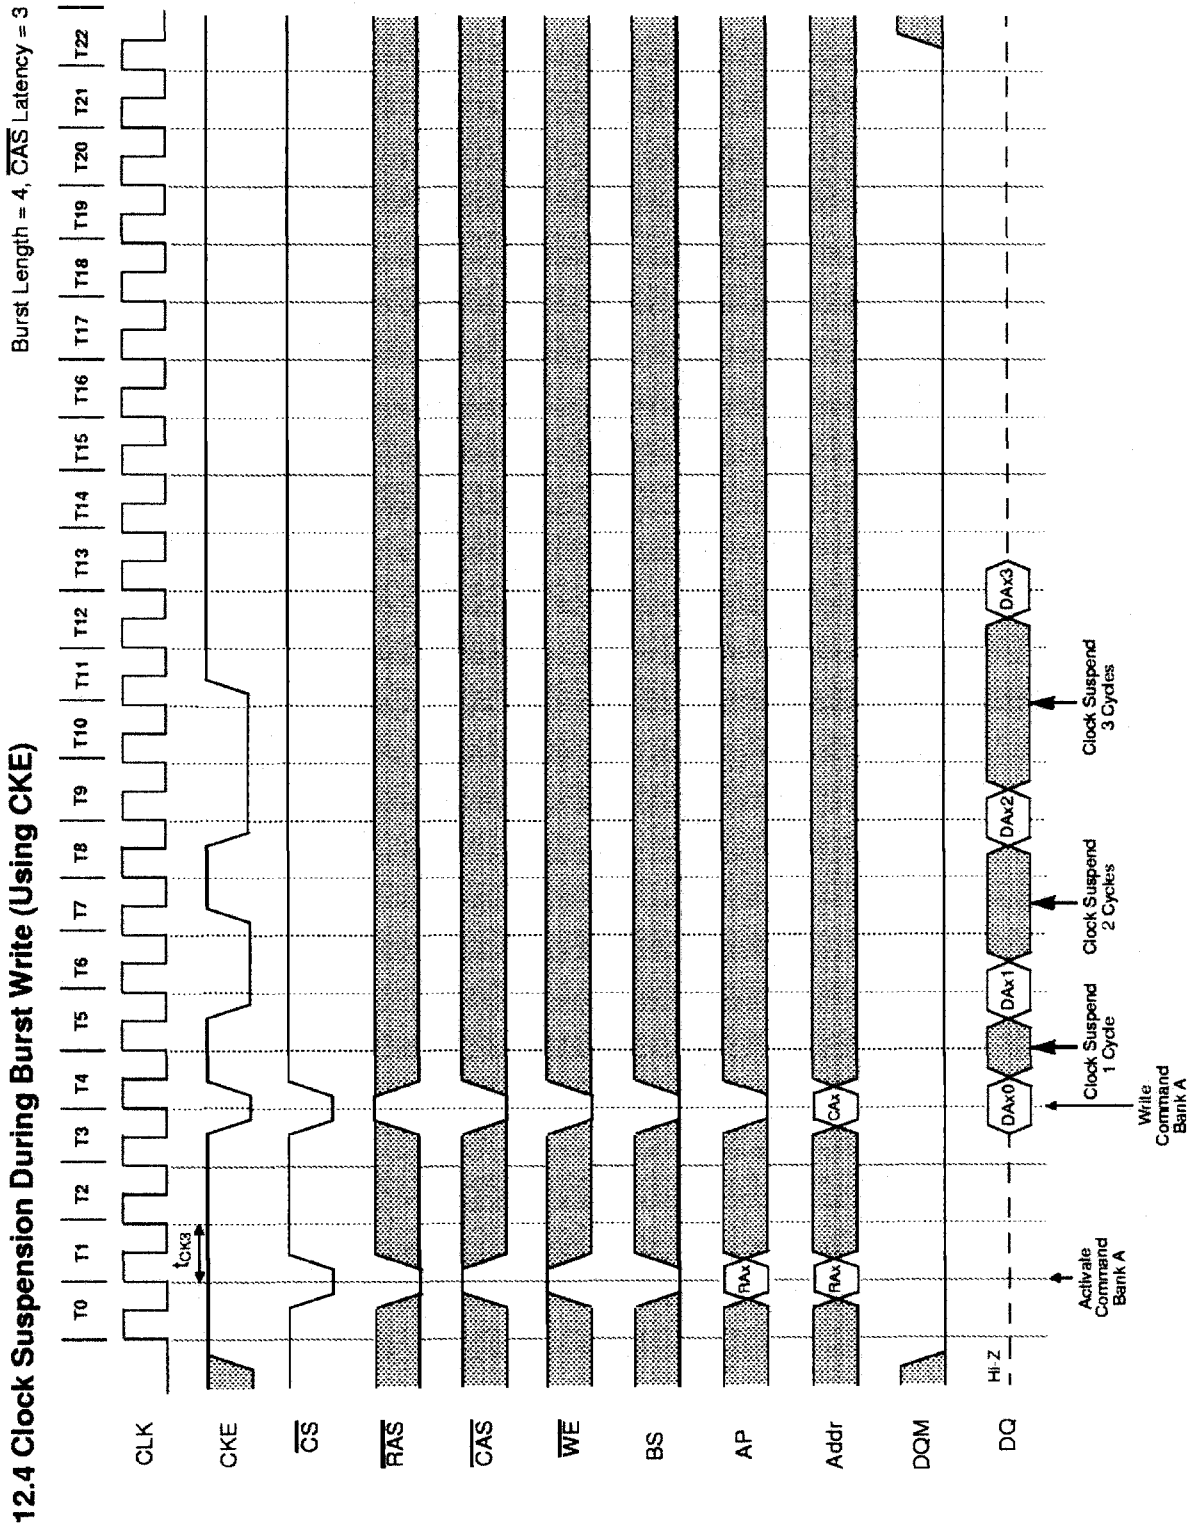 12.4 Clock Suspension During Burst Write (Using CKE)
Burst Length = 4, CAS Latency = 3
T0 T1 T2 T3 T4 T5 T6 T7 T8 T9 T10 T11 T12 T13 T14 T15 T16 T17 T18 T19 T20 T21 T22
CLK
tCK3
CKE
CS
RAS
CAS
WE
BS
AP
RAx
Addr
RAx CAx
DQM
DQ
Hi-Z
DAx0 DAx1 DAx2 DAx3
Activate
Command
Bank A
Write
Command
Bank A
Clock Suspend
1 Cycle
Clock Suspend
2 Cycles
Clock Suspend
3 Cycles